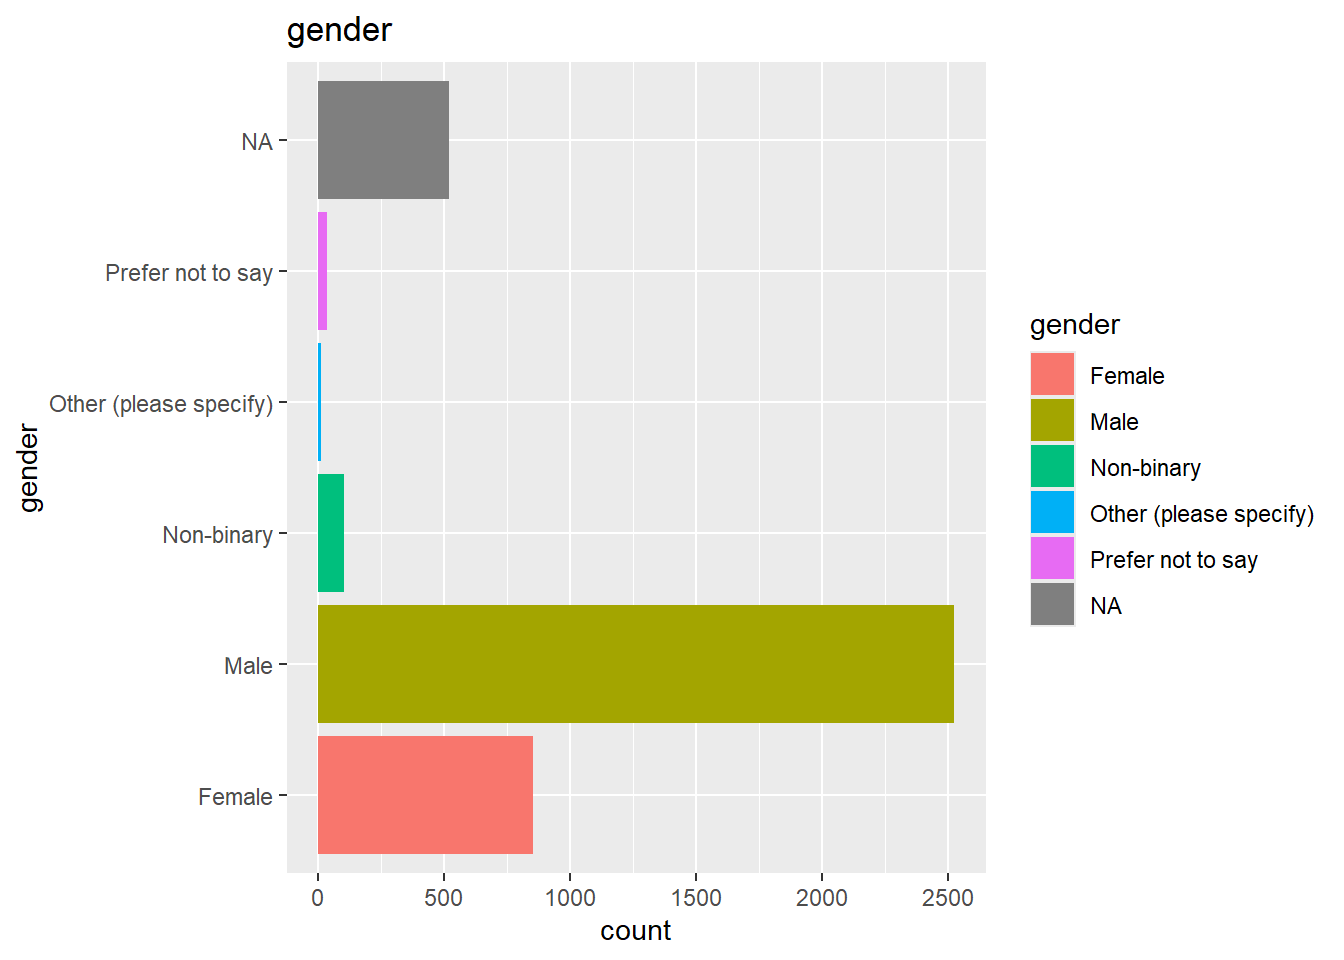 gender
NA
Prefer not to say
Other (please specify)
Non-binary
Male
Female
gender
0 500 1000 1500 2000 2500
count
gender
Female
Male
Non-binary
Other (please specify)
Prefer not to say
NA